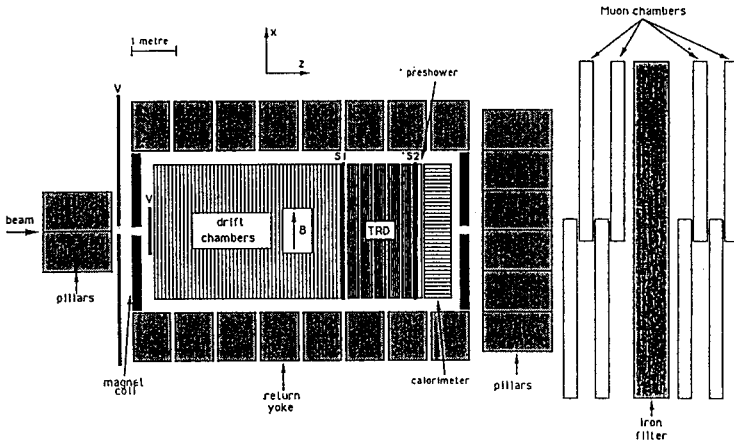 Muon chambers
1 metre
x
z
preshower
V
S1
S2
V
beam
drift
chambers
B
TRD
pillars
magnet
coil
return
yoke
calorimeter
pillars
iron
filter